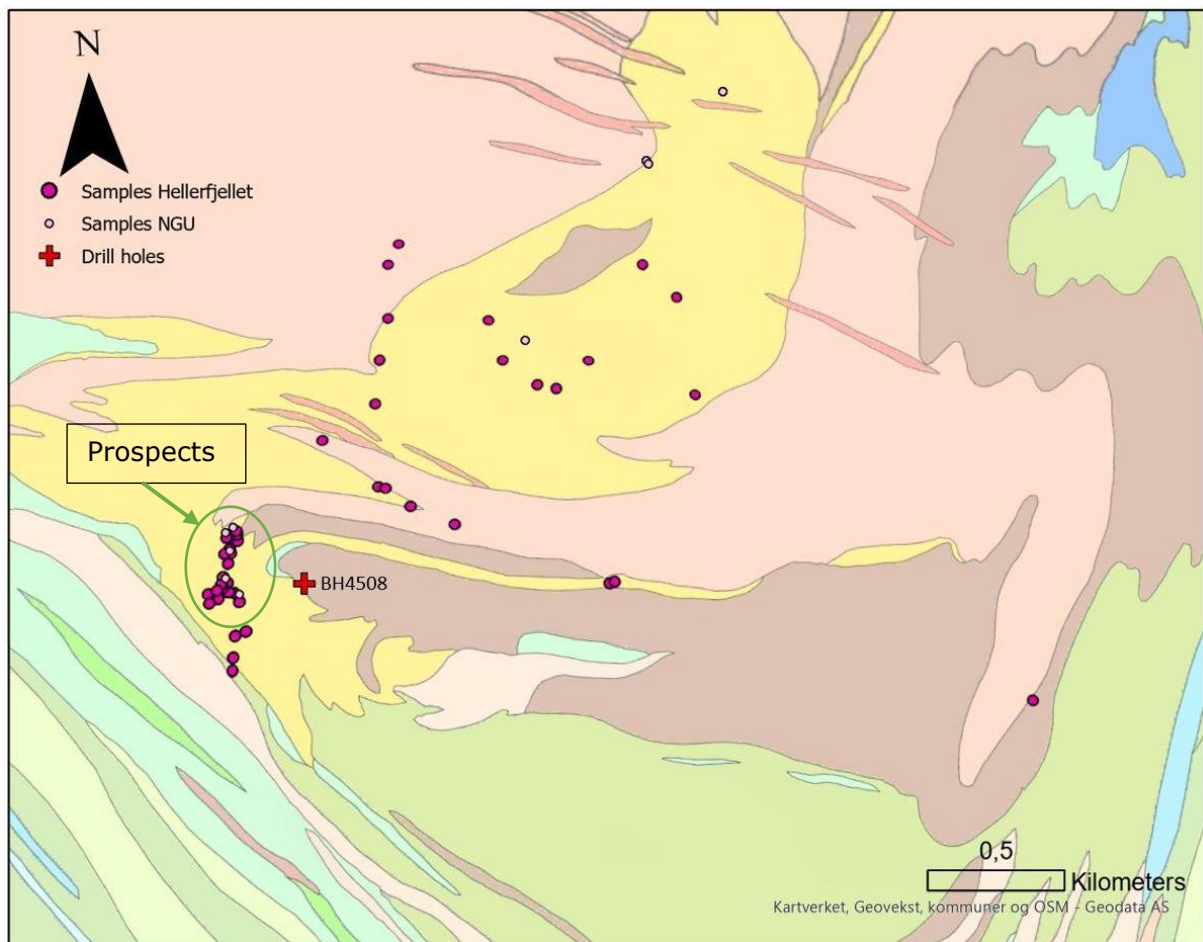 N
Samples Hellerfjellet
Samples NGU
Drill holes
Prospects
BH4508
0,5
Kilometers
Kartverket, Geovekst, kommuner og OSM - Geodata AS